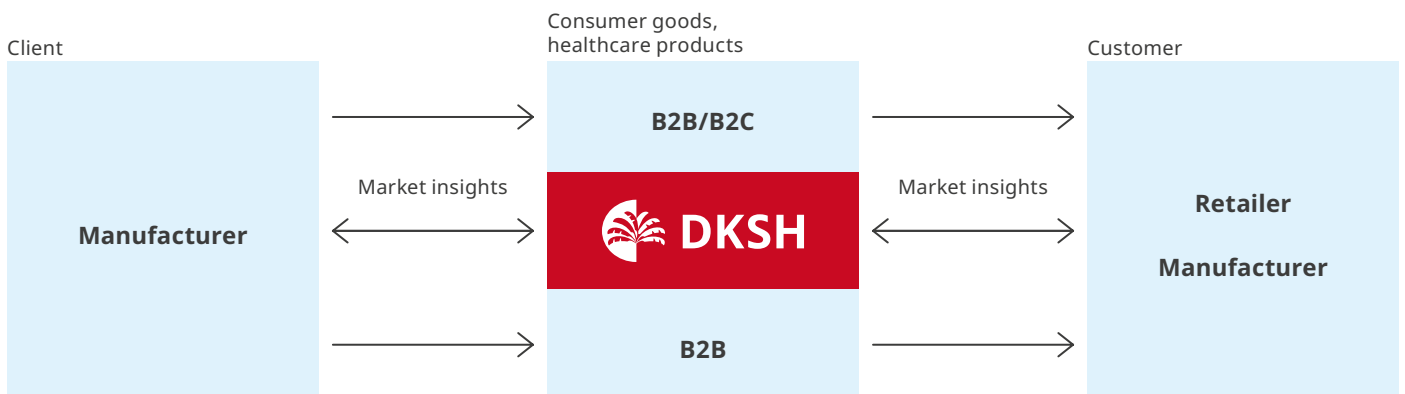 Client
Manufacturer
Market insights
Consumer goods,
healthcare products
B2B/B2C
DKSH
B2B
Market insights
Customer
Retailer
Manufacturer